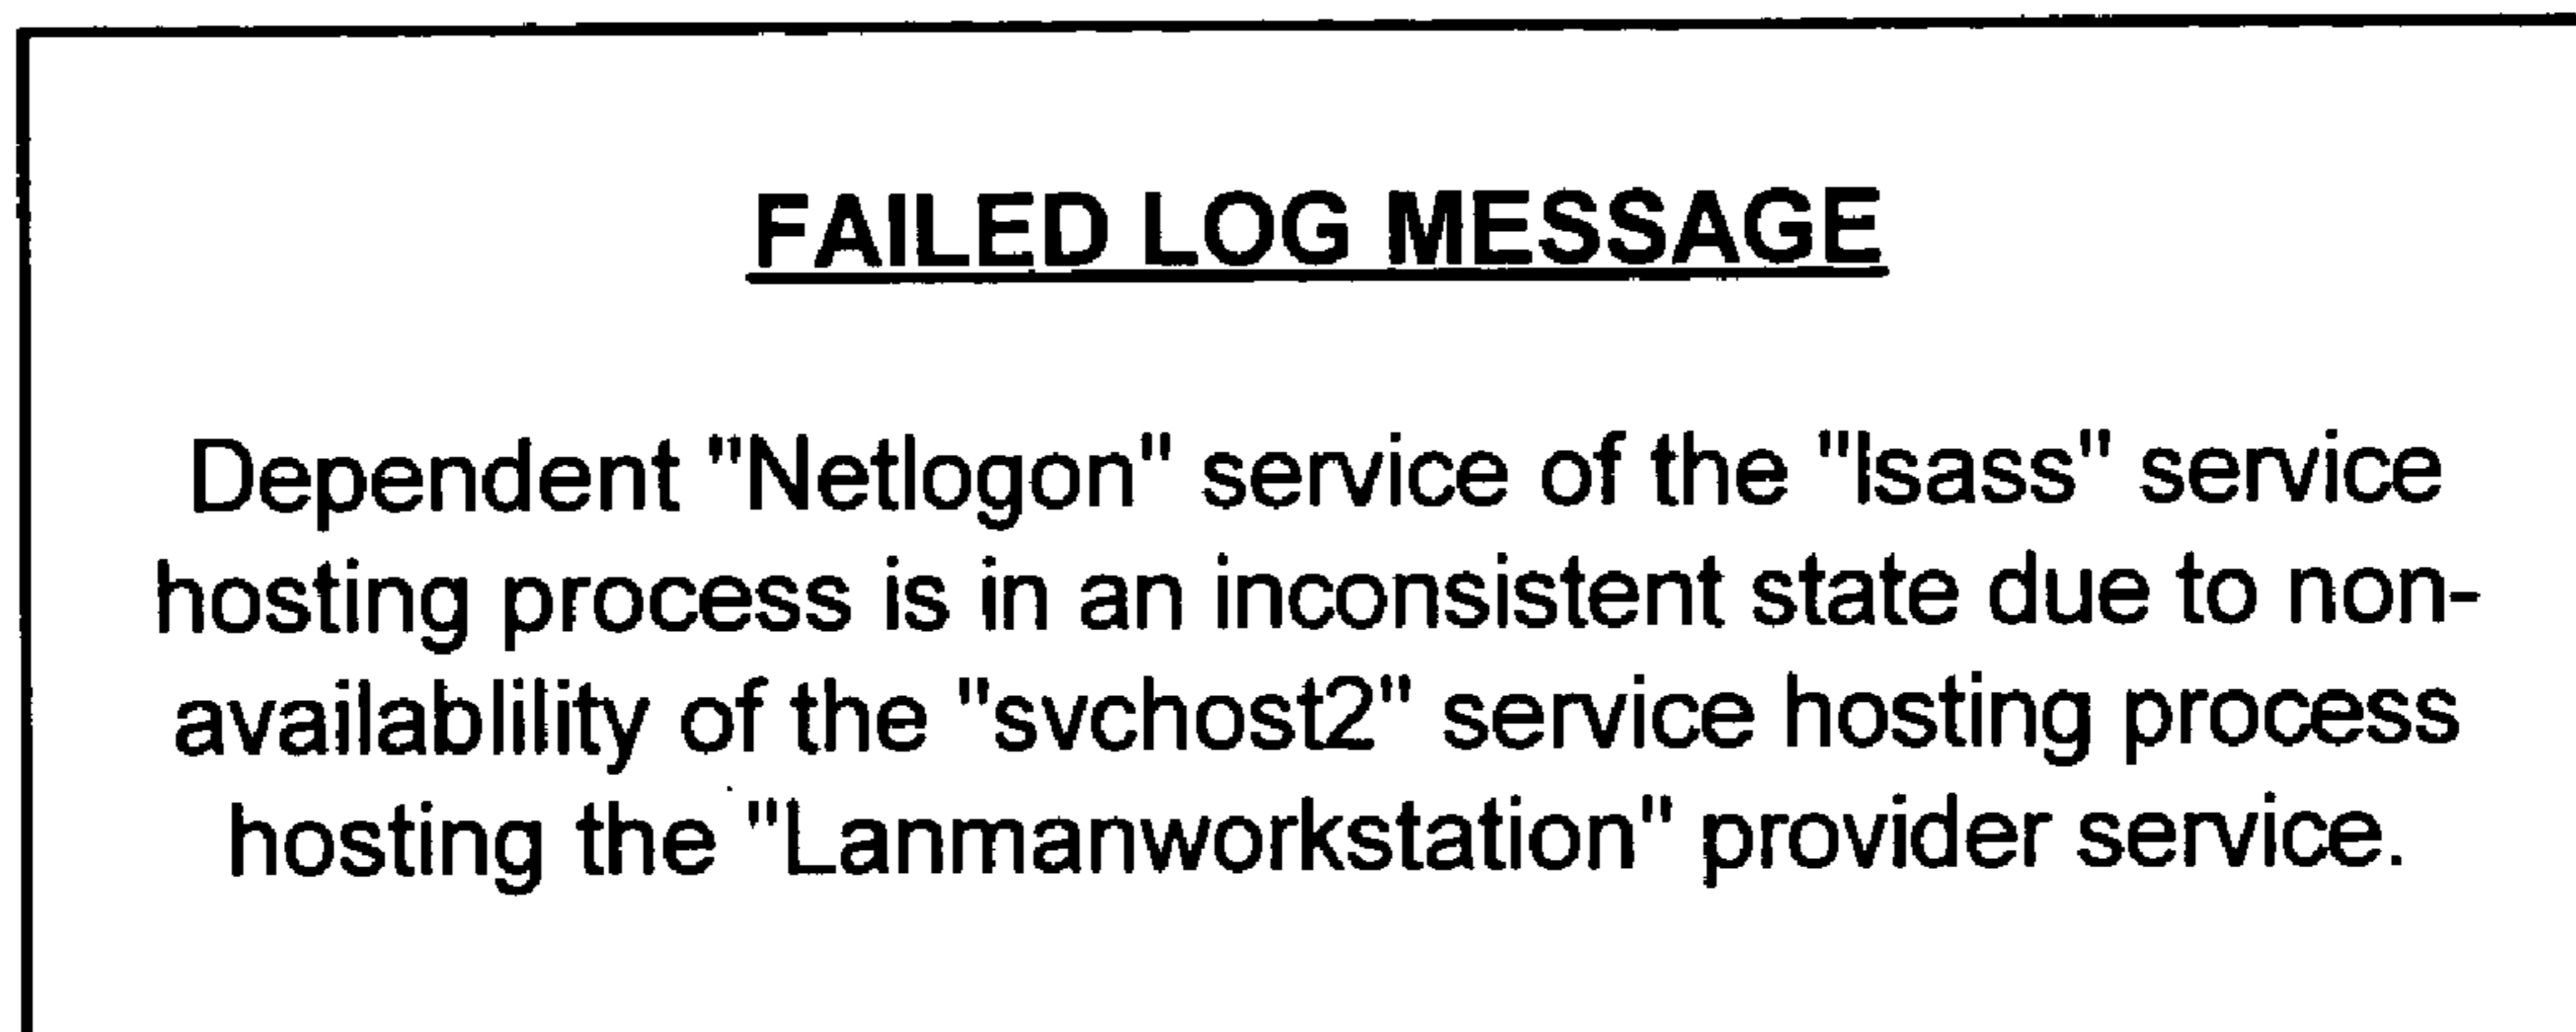 FAILED LOG MESSAGE
Dependent "Netlogon" service of the "lsass" service
hosting process is in an inconsistent state due to non-
availablility of the "svchost2" service hosting process
hosting the "Lanmanworkstation" provider service.